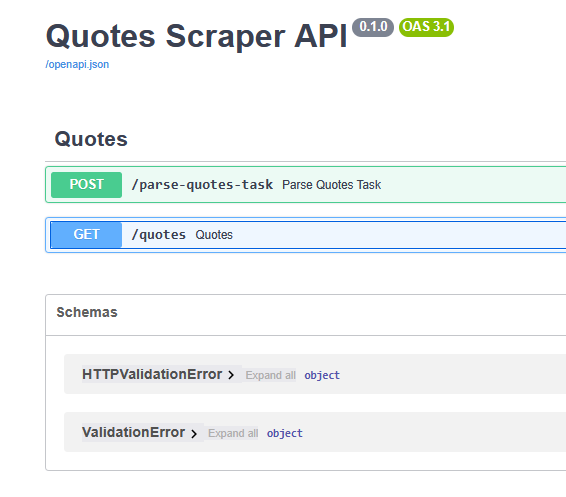 Quotes Scraper API 0.1.0 OAS 3.1
/openapi.json
Quotes
POST /parse-quotes-task Parse Quotes Task
GET /quotes Quotes
Schemas
HTTPValidationError Expand all object
ValidationError Expand all object